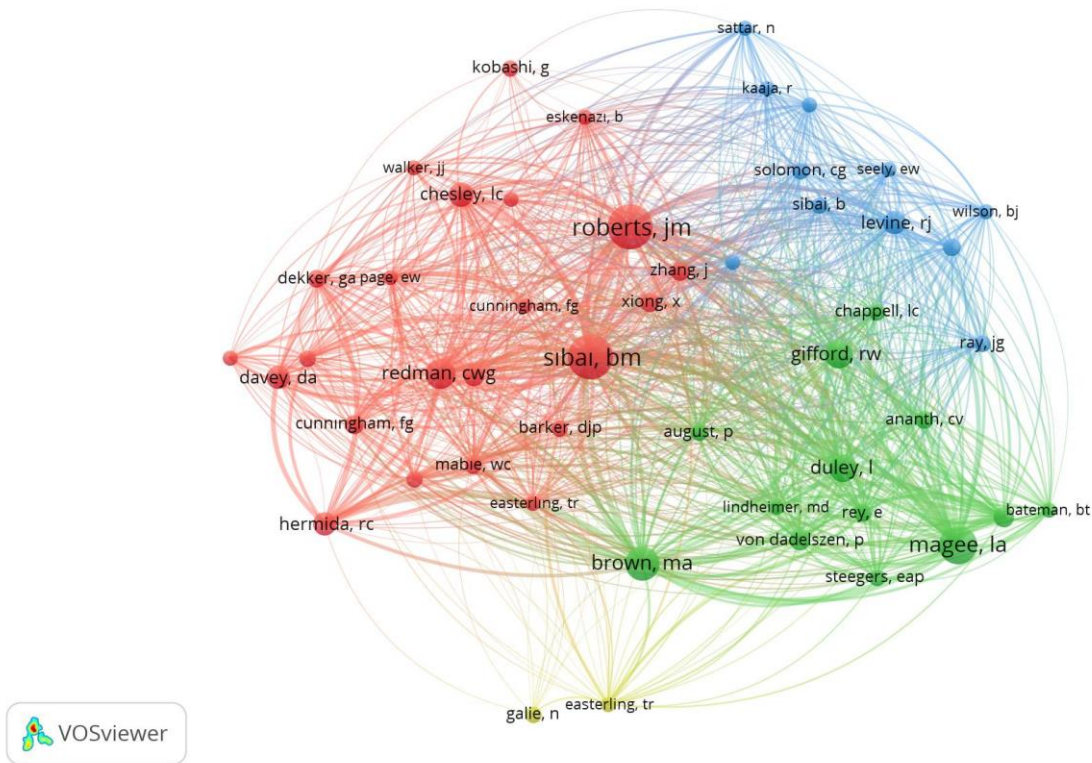 sattar, n
kobashi, g
kaaja, r
eskenazı, b
walker, jj
solomon, cg
seely, ew
chesley, lc
sibai, b
wilson, bj
roberts, jm
levine, rj
zhang, j
dekker, ga
page, ew
cunningham, fg
xiong, x
chappell, lc
ray, jg
sıbaı, bm
gifford, rw
davey, da
redman, cwg
cunnıngham, fg
barker, djp
august, p
ananth, cv
mabıe, wc
duley, l
easterlıng, tr
lindheimer, md
rey, e
bateman, bt
hermida, rc
von dadelszen, p
magee, la
brown, ma
steegers, eap
galie, n
easterling, tr
VOSviewer